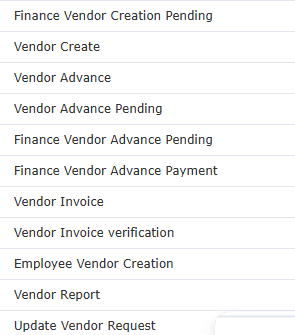 Finance Vendor Creation Pending
Vendor Create
Vendor Advance
Vendor Advance Pending
Finance Vendor Advance Pending
Finance Vendor Advance Payment
Vendor Invoice
Vendor Invoice verification
Employee Vendor Creation
Vendor Report
Update Vendor Request